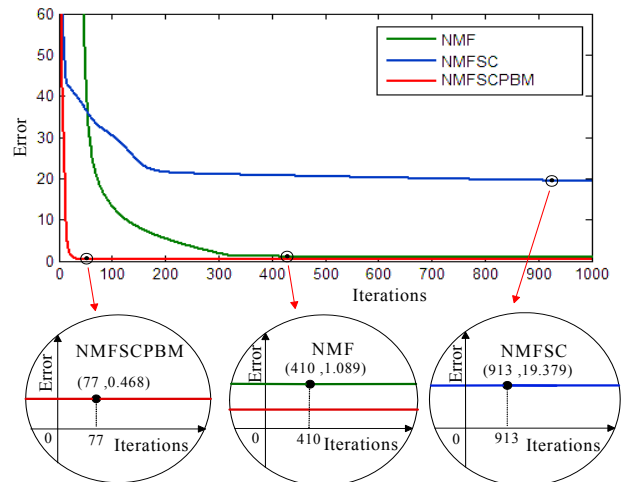 60
50
40
30
20
10
0
Error
NMF
NMFSC
NMFSCPBM
0 100 200 300 400 500 600 700 800 900 1000
Iterations
NMFSCPBM
Error
(77 ,0.468)
0
77
Iterations
NMF
Error
(410 ,1.089)
0
410
Iterations
NMFSC
Error
(913 ,19.379)
0
913
Iterations